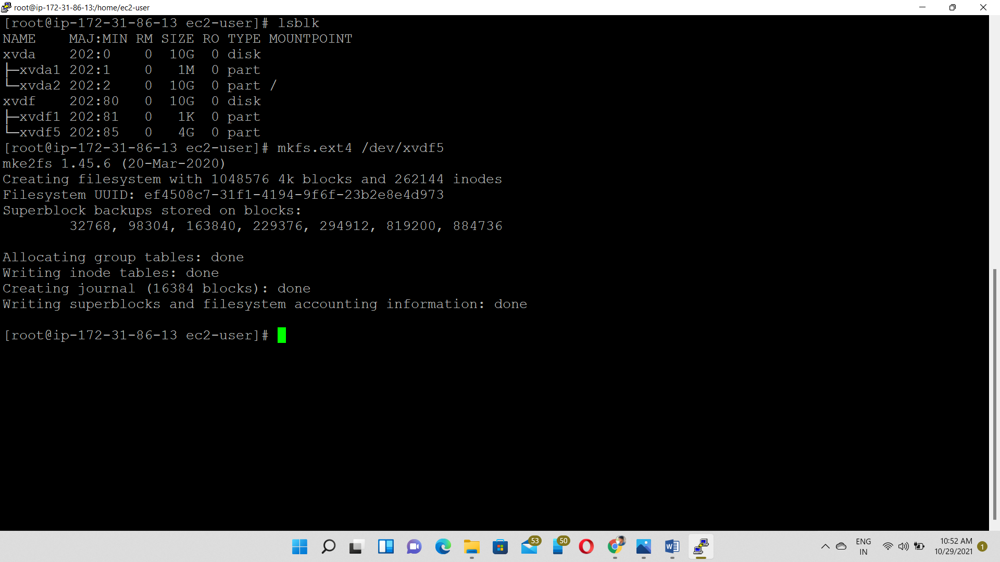 root@ip-172-31-86-13:/home/ec2-user
[root@ip-172-31-86-13 ec2-user]# lsblk
NAME    MAJ:MIN RM SIZE RO TYPE MOUNTPOINT
xvda    202:0    0  10G  0 disk
├─xvda1 202:1    0   1M  0 part
└─xvda2 202:2    0  10G  0 part /
xvdf    202:80   0  10G  0 disk
├─xvdf1 202:81   0   1K  0 part
└─xvdf5 202:85   0   4G  0 part
[root@ip-172-31-86-13 ec2-user]# mkfs.ext4 /dev/xvdf5
mke2fs 1.45.6 (20-Mar-2020)
Creating filesystem with 1048576 4k blocks and 262144 inodes
Filesystem UUID: ef4508c7-31f1-4194-9f6f-23b2e8e4d973
Superblock backups stored on blocks:
        32768, 98304, 163840, 229376, 294912, 819200, 884736
Allocating group tables: done
Writing inode tables: done
Creating journal (16384 blocks): done
Writing superblocks and filesystem accounting information: done
[root@ip-172-31-86-13 ec2-user]#
53
50
ENG
IN
10:52 AM
10/29/2021
1